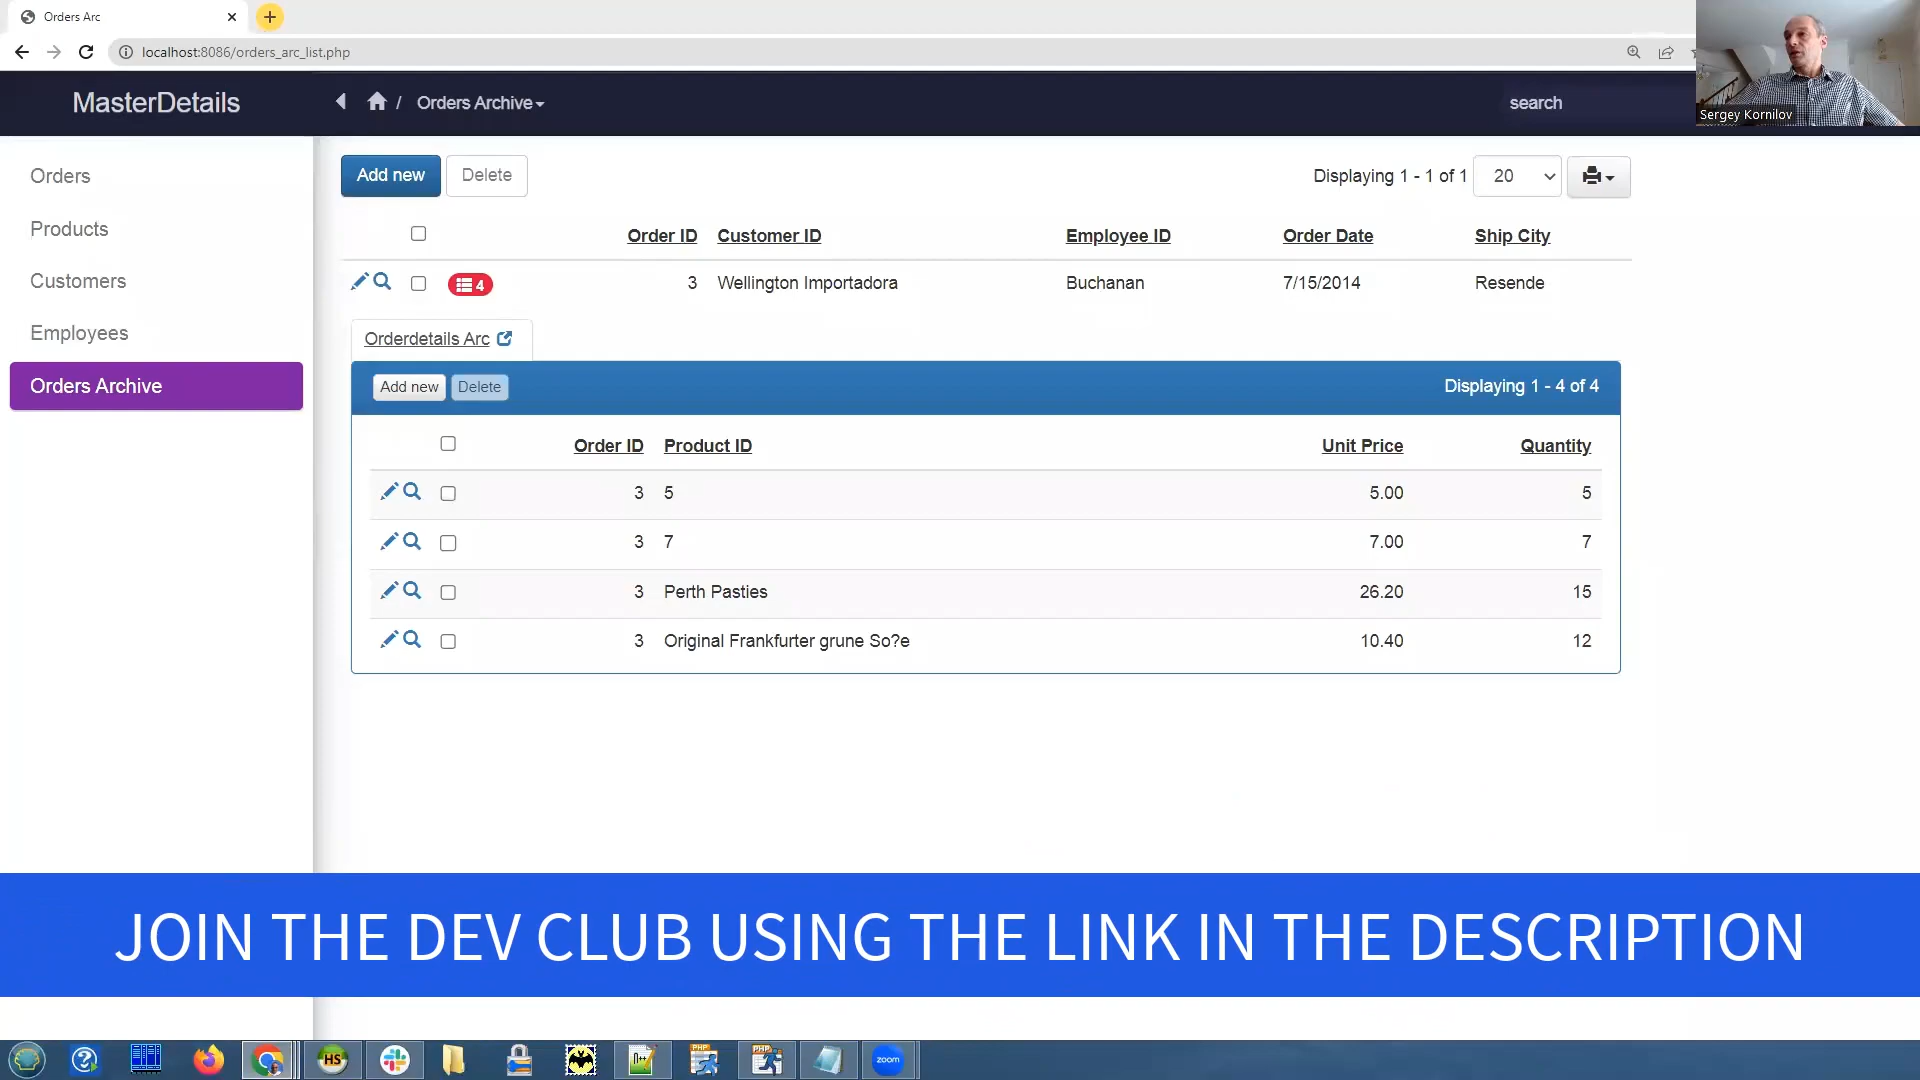 Orders Arc
localhost:8086/orders_arc_list.php
MasterDetails
/ Orders Archive
search
Sergey Kornilov
Orders
Products
Customers
Employees
Orders Archive
Add new Delete
Displaying 1 - 1 of 1 20
Order ID Customer ID Employee ID Order Date Ship City
4 3 Wellington Importadora Buchanan 7/15/2014 Resende
Orderdetails Arc
Add new Delete Displaying 1 - 4 of 4
Order ID Product ID Unit Price Quantity
3 5 5.00 5
3 7 7.00 7
3 Perth Pasties 26.20 15
3 Original Frankfurter grune So?e 10.40 12
JOIN THE DEV CLUB USING THE LINK IN THE DESCRIPTION
HS
n++
PHP
PHP
zoom